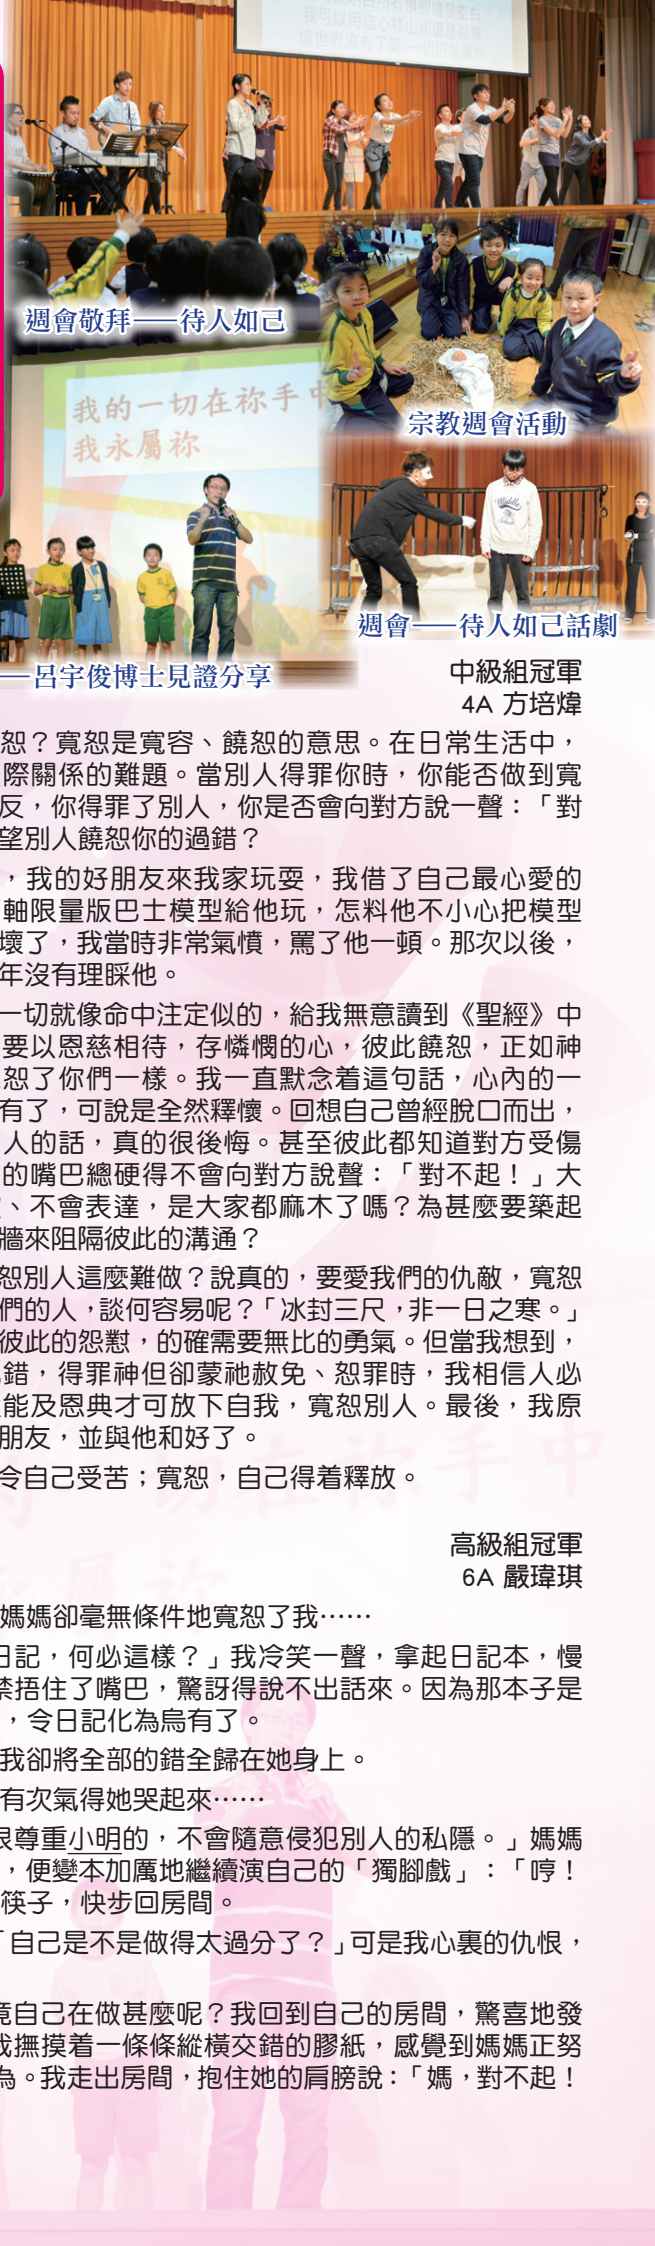 我可以用信心移山卻還是孤單
這世界沒有了愛 一切仍是無白
週會敬拜——待人如己
宗教週會活動
我的一切在祢手中
我永屬祢
週會——待人如己話劇
呂宇俊博士見證分享
中級組冠軍
4A 方培煒
恕？寬恕是寬容、饒恕的意思。在日常生活中，
際關係的難題。當別人得罪你時，你能否做到寬
反，你得罪了別人，你是否會向對方說一聲：「對
望別人饒恕你的過錯？
，我的好朋友來我家玩耍，我借了自己最心愛的
軸限量版巴士模型給他玩，怎料他不小心把模型
壞了，我當時非常氣憤，罵了他一頓。那次以後，
年沒有理睬他。
一切就像命中注定似的，給我無意讀到《聖經》中
要以恩慈相待，存憐憫的心，彼此饒恕，正如神
恕了你們一樣。我一直默念着這句話，心內的一
有了，可說是全然釋懷。回想自己曾經脫口而出，
人的話，真的很後悔。甚至彼此都知道對方受傷
的嘴巴總硬得不會向對方說聲：「對不起！」大
、不會表達，是大家都麻木了嗎？為甚麼要築起
牆來阻隔彼此的溝通？
恕別人這麼難做？說真的，要愛我們的仇敵，寬恕
們的人，談何容易呢？「冰封三尺，非一日之寒。」
彼此的怨懟，的確需要無比的勇氣。但當我想到，
錯，得罪神但卻蒙祂赦免、恕罪時，我相信人必
能及恩典才可放下自我，寬恕別人。最後，我原
朋友，並與他和好了。
令自己受苦；寬恕，自己得着釋放。
高級組冠軍
6A 嚴瑋琪
媽媽卻毫無條件地寬恕了我……
日記，何必這樣？」我冷笑一聲，拿起日記本，慢
禁捂住了嘴巴，驚訝得說不出話來。因為那本子是
，令日記化為烏有了。
我卻將全部的錯全歸在她身上。
有次氣得她哭起來……
很尊重小明的，不會隨意侵犯別人的私隱。」媽媽
，便變本加厲地繼續演自己的「獨腳戲」：「哼！
筷子，快步回房間。
「自己是不是做得太過分了？」可是我心裏的仇恨，
竟自己在做甚麼呢？我回到自己的房間，驚喜地發
我撫摸着一條條縱橫交錯的膠紙，感覺到媽媽正努
為。我走出房間，抱住她的肩膀說：「媽，對不起！